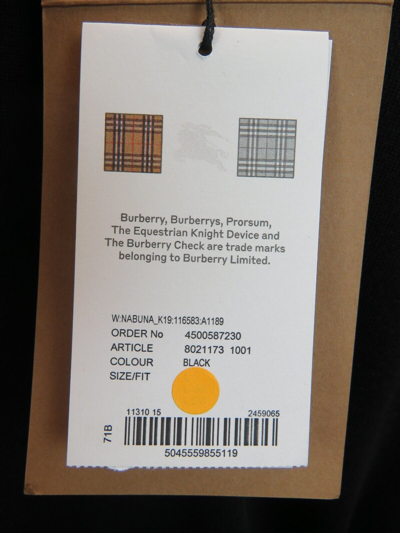 Burberry, Burberrys, Prorsum,
The Equestrian Knight Device and
The Burberry Check are trade marks
belonging to Burberry Limited.
W:NABUNA_K19:116583:A1189
ORDER No 4500587230
ARTICLE 8021173 1001
COLOUR BLACK
SIZE/FIT
11310 15 2459065
71B
5045559855119